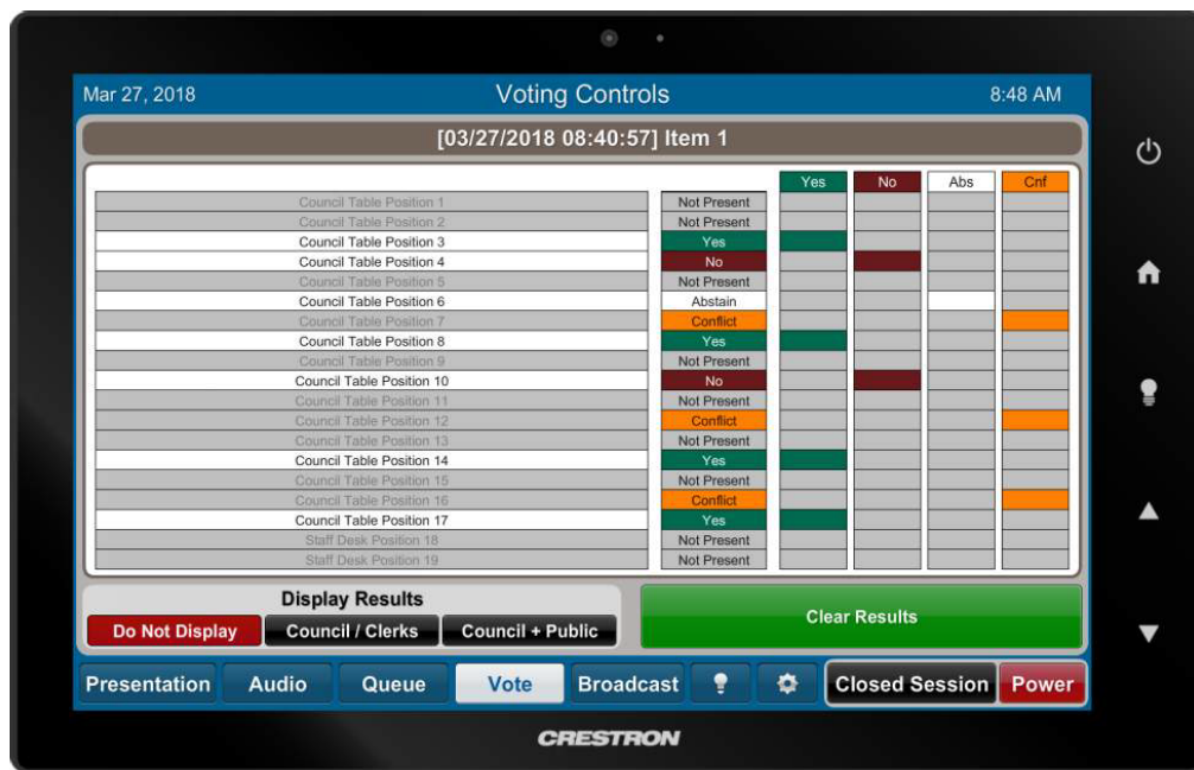 Mar 27, 2018 Voting Controls 8:48 AM
[03/27/2018 08:40:57] Item 1
Yes No Abs Cnf
Council Table Position 1 Not Present
Council Table Position 2 Not Present
Council Table Position 3 Yes
Council Table Position 4 No
Council Table Position 5 Not Present
Council Table Position 6 Abstain
Council Table Position 7 Conflict
Council Table Position 8 Yes
Council Table Position 9 Not Present
Council Table Position 10 No
Council Table Position 11 Not Present
Council Table Position 12 Conflict
Council Table Position 13 Not Present
Council Table Position 14 Yes
Council Table Position 15 Not Present
Council Table Position 16 Conflict
Council Table Position 17 Yes
Staff Desk Position 18 Not Present
Staff Desk Position 19 Not Present
Display Results
Do Not Display Council / Clerks Council + Public Clear Results
Presentation Audio Queue Vote Broadcast Closed Session Power
CRESTRON